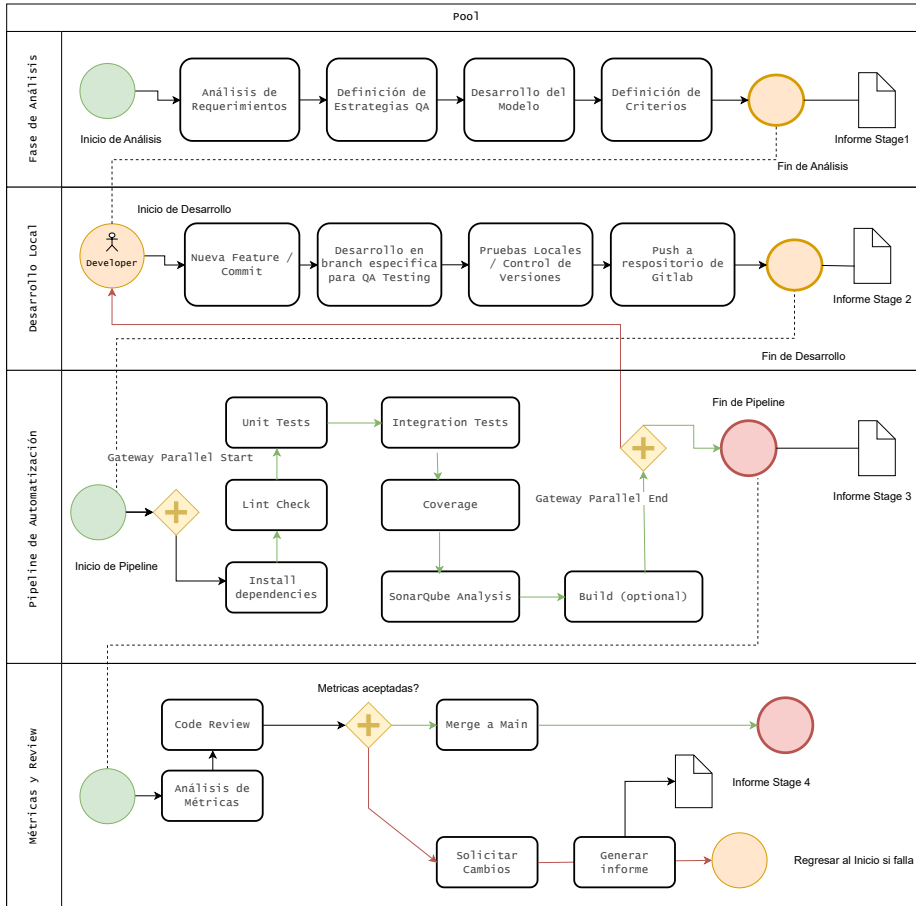 Pool
Fase de Análisis
Inicio de Análisis
Análisis de
Requerimientos
Definición de
Estrategias QA
Desarrollo del
Modelo
Definición de
Criterios
Fin de Análisis
Informe Stage1
Desarrollo Local
Inicio de Desarrollo
Developer
Nueva Feature /
Commit
Desarrollo en
branch especifica
para QA Testing
Pruebas Locales
/ Control de
Versiones
Push a
respositorio de
Gitlab
Fin de Desarrollo
Informe Stage 2
Pipeline de Automatización
Inicio de Pipeline
Gateway Parallel Start
Install
dependencies
Lint Check
Unit Tests
Integration Tests
Coverage
SonarQube Analysis
Build (optional)
Gateway Parallel End
Fin de Pipeline
Informe Stage 3
Métricas y Review
Análisis de
Métricas
Code Review
Metricas aceptadas?
Merge a Main
Solicitar
Cambios
Generar
informe
Informe Stage 4
Regresar al Inicio si falla